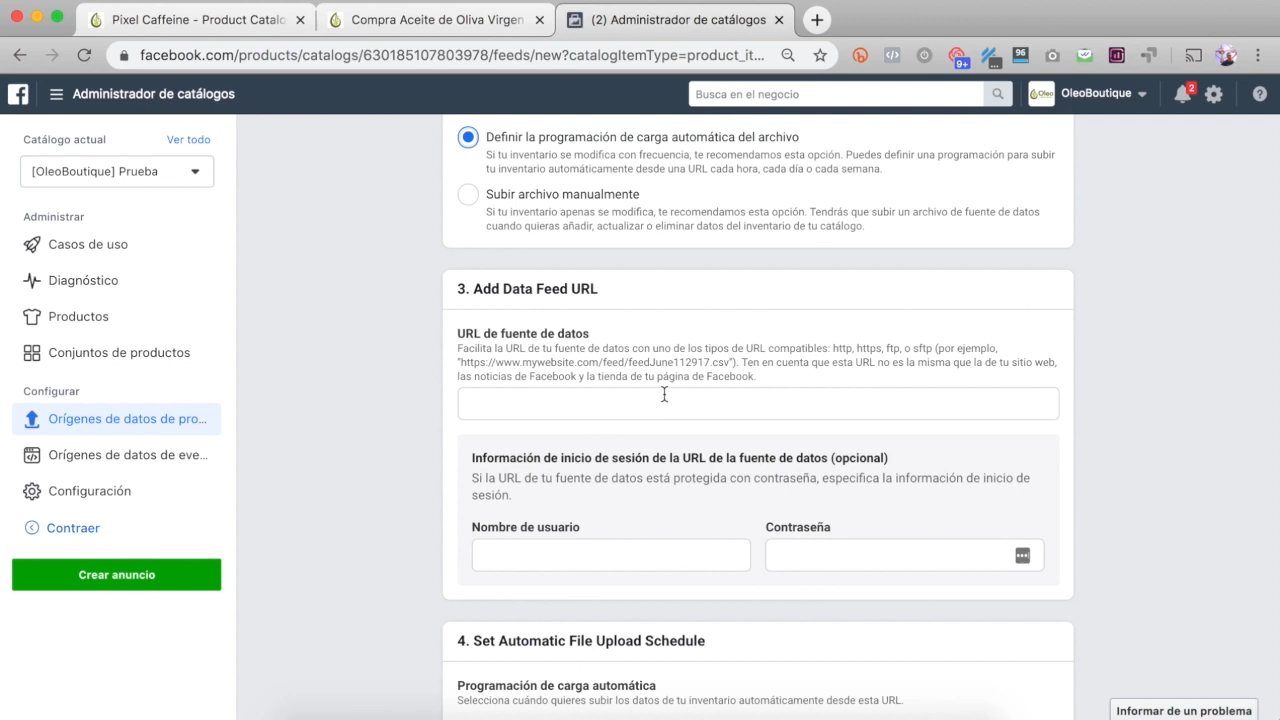 Pixel Caffeine - Product Catalo
Compra Aceite de Oliva Virgen
(2) Administrador de catálogos
facebook.com/products/catalogs/630185107803978/feeds/new?catalogItemType=product_it...
9+
96
Administrador de catálogos
Busca en el negocio
Oleo
OleoBoutique
2
Catálogo actual
Ver todo
[OleoBoutique] Prueba
Administrar
Casos de uso
Diagnóstico
Productos
Conjuntos de productos
Configurar
Orígenes de datos de pro...
Orígenes de datos de eve...
Configuración
Contraer
Crear anuncio
Definir la programación de carga automática del archivo
Si tu inventario se modifica con frecuencia, te recomendamos esta opción. Puedes definir una programación para subir
tu inventario automáticamente desde una URL cada hora, cada día o cada semana.
Subir archivo manualmente
Si tu inventario apenas se modifica, te recomendamos esta opción. Tendrás que subir un archivo de fuente de datos
cuando quieras añadir, actualizar o eliminar datos del inventario de tu catálogo.
3. Add Data Feed URL
URL de fuente de datos
Facilita la URL de tu fuente de datos con uno de los tipos de URL compatibles: http, https, ftp, o sftp (por ejemplo,
"https://www.mywebsite.com/feed/feedJune112917.csv"). Ten en cuenta que esta URL no es la misma que la de tu sitio web,
las noticias de Facebook y la tienda de tu página de Facebook.
Información de inicio de sesión de la URL de la fuente de datos (opcional)
Si la URL de tu fuente de datos está protegida con contraseña, especifica la información de inicio de
sesión.
Nombre de usuario
Contraseña
4. Set Automatic File Upload Schedule
Programación de carga automática
Selecciona cuándo quieres subir los datos de tu inventario automáticamente desde esta URL.
Informar de un problema